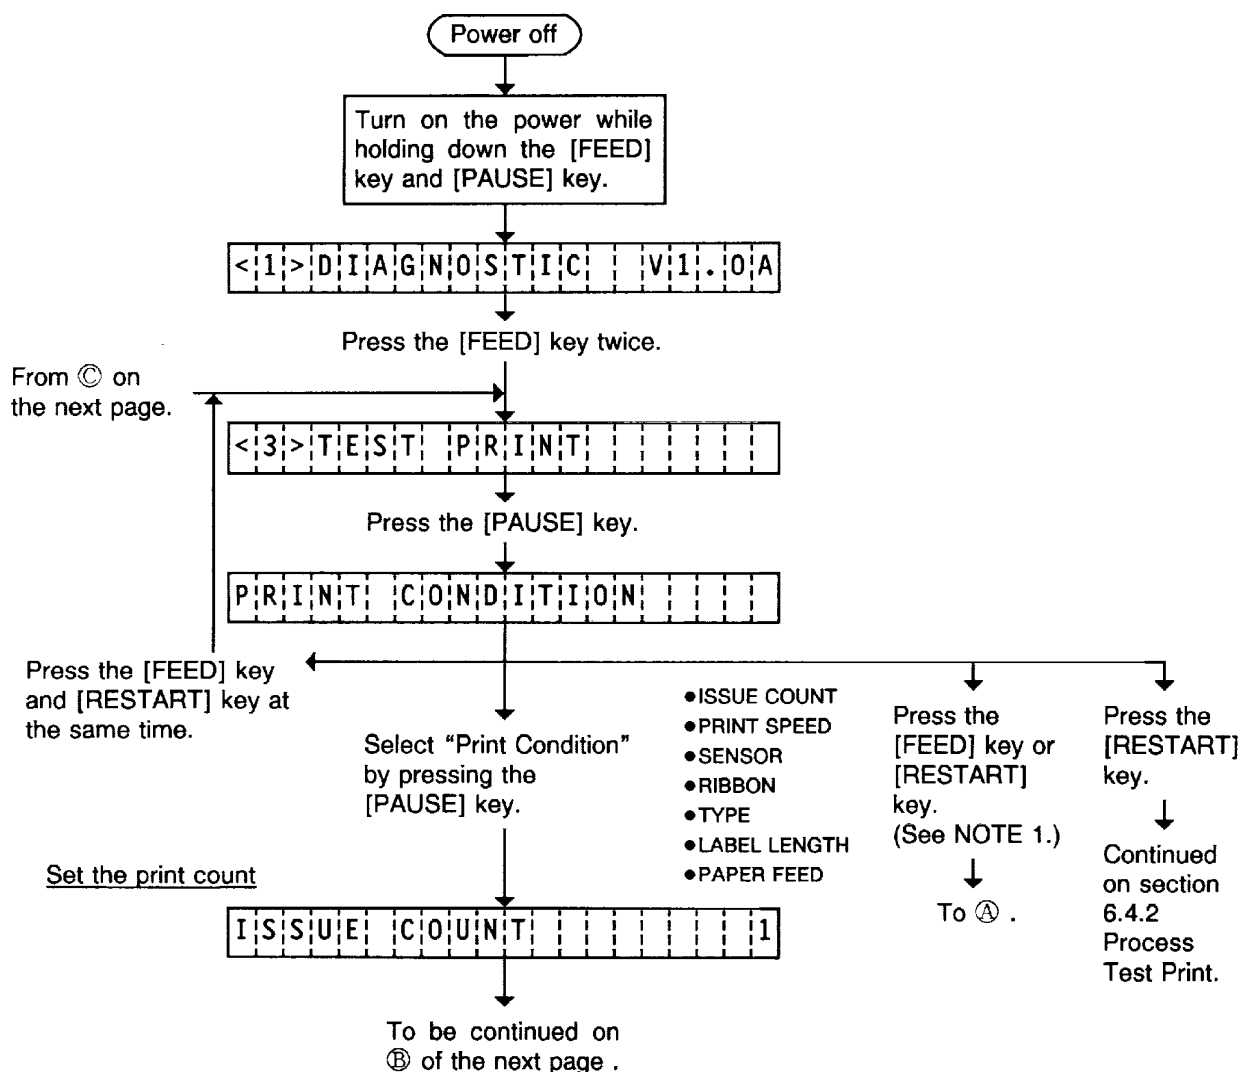 Power off
Turn on the power while
holding down the [FEED]
key and [PAUSE] key.
<1>DIAGNOSTIC  V1.0A
Press the [FEED] key twice.
From Ⓒ on
the next page.
<3>TEST PRINT
Press the [PAUSE] key.
PRINT CONDITION
Press the [FEED] key
and [RESTART] key at
the same time.
Select "Print Condition"
by pressing the
[PAUSE] key.
●ISSUE COUNT
●PRINT SPEED
●SENSOR
●RIBBON
●TYPE
●LABEL LENGTH
●PAPER FEED
Press the
[FEED] key or
[RESTART]
key.
(See NOTE 1.)
To Ⓐ .
Press the
[RESTART]
key.
Continued
on section
6.4.2
Process
Test Print.
Set the print count
ISSUE COUNT        1
To be continued on
Ⓑ of the next page .